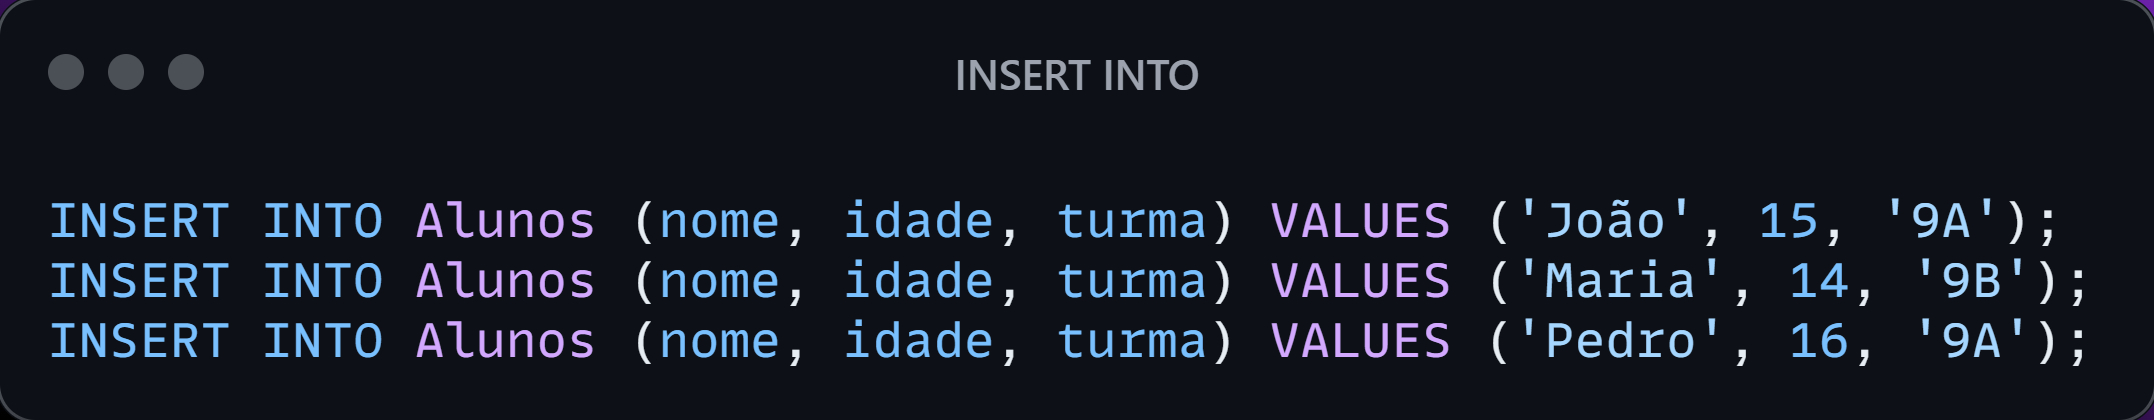 INSERT INTO
INSERT INTO Alunos (nome, idade, turma) VALUES ('João', 15, '9A');
INSERT INTO Alunos (nome, idade, turma) VALUES ('Maria', 14, '9B');
INSERT INTO Alunos (nome, idade, turma) VALUES ('Pedro', 16, '9A');